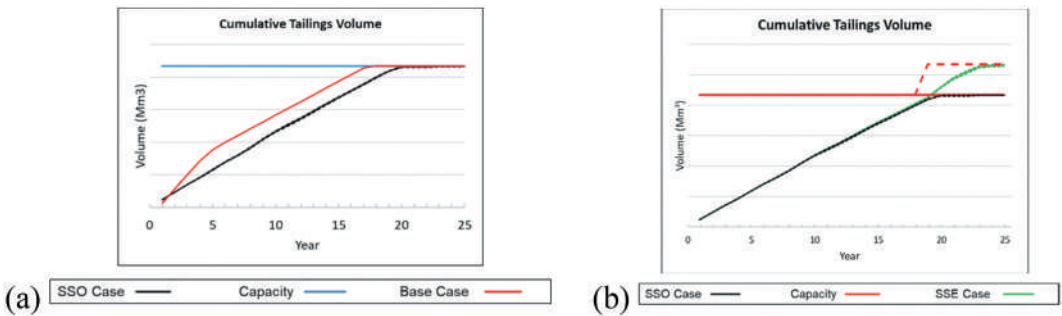 Cumulative Tailings Volume
Volume (Mm3)
0 5 10 15 20 25
Year
(a) SSO Case Capacity Base Case
Cumulative Tailings Volume
Volume (Mm³)
0 5 10 15 20 25
Year
(b) SSO Case Capacity SSE Case